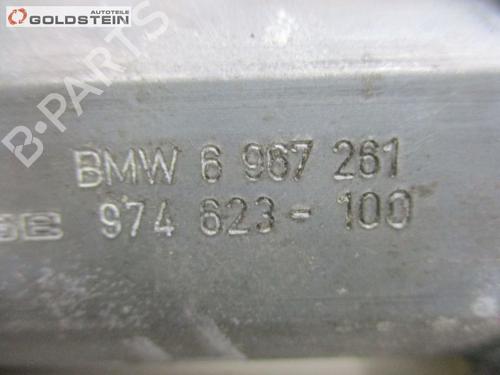 AUTOTEILE
GOLDSTEIN
B-PARTS
BMW 6 967 261
974 623-100